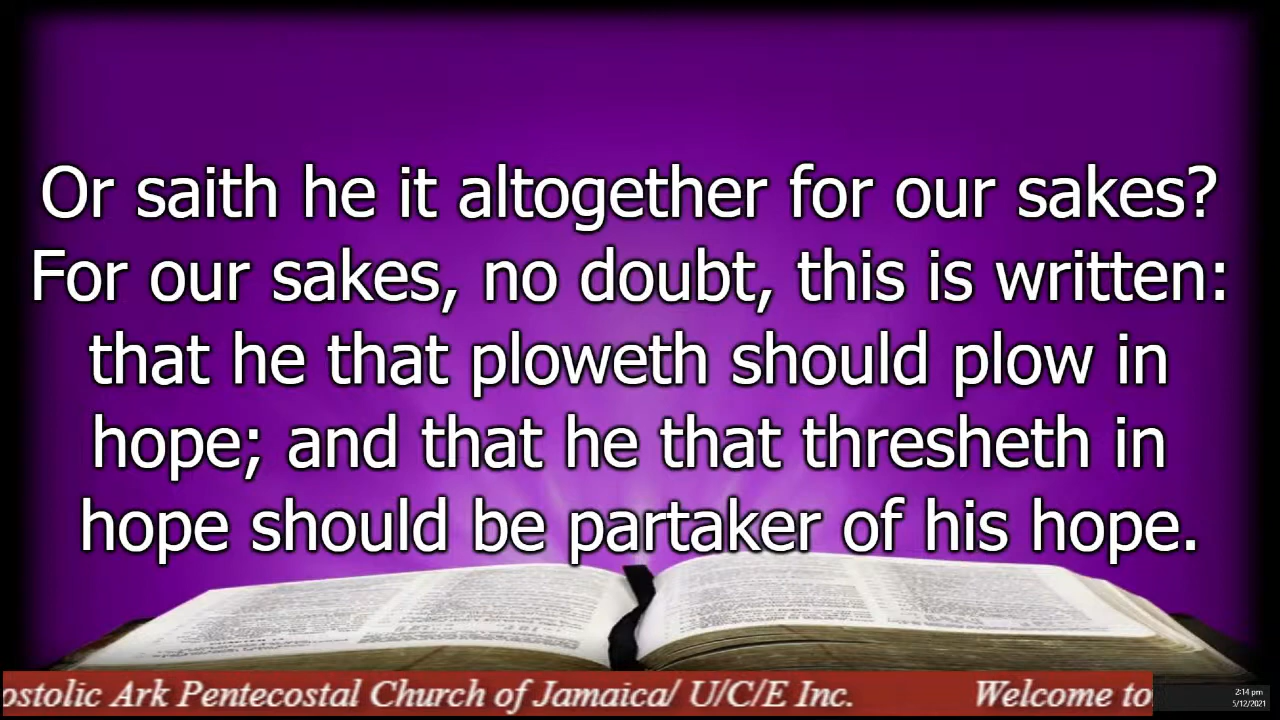 Or saith he it altogether for our sakes?
For our sakes, no doubt, this is written:
that he that ploweth should plow in
hope; and that he that thresheth in
hope should be partaker of his hope.
ostolic Ark Pentecostal Church of Jamaica/ U/C/E Inc. Welcome to
2:14 pm
5/12/2021